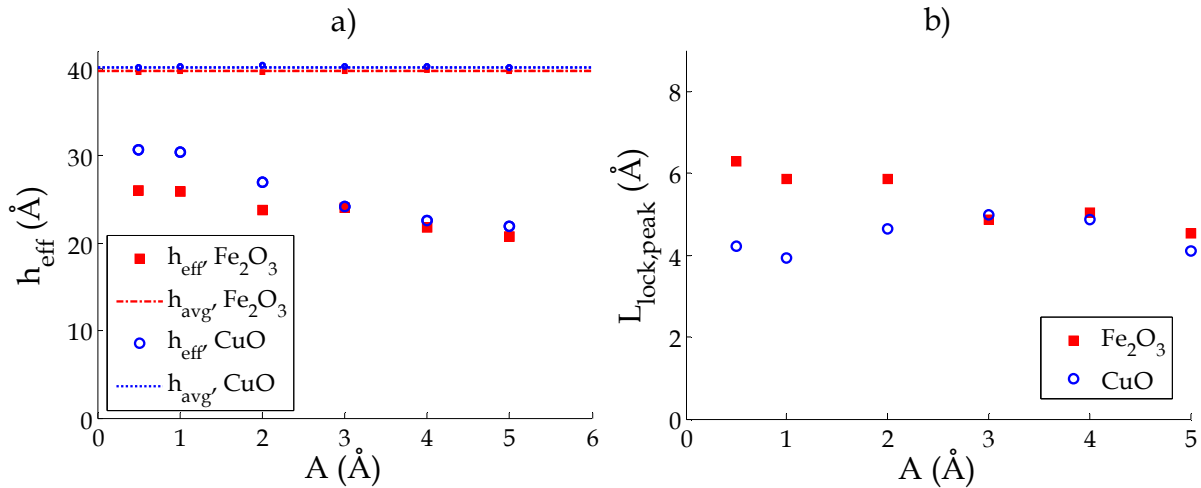 a)
40
30
20
10
0
h_eff (Å)
h_eff, Fe₂O₃
h_avg, Fe₂O₃
h_eff, CuO
h_avg, CuO
0 1 2 3 4 5 6
A (Å)
b)
8
6
4
2
0
L_lock,peak (Å)
Fe₂O₃
CuO
0 1 2 3 4 5
A (Å)